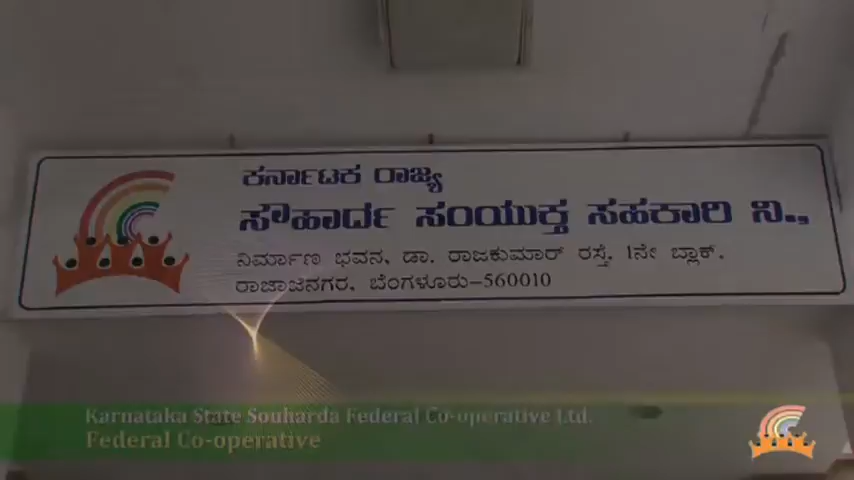 ಕರ್ನಾಟಕ ರಾಜ್ಯ
ಸೌಹಾರ್ದ ಸಂಯುಕ್ತ ಸಹಕಾರಿ ನಿ.,
ನಿರ್ಮಾಣ ಭವನ, ಡಾ. ರಾಜಕುಮಾರ್ ರಸ್ತೆ, 1ನೇ ಬ್ಲಾಕ್,
ರಾಜಾಜಿನಗರ, ಬೆಂಗಳೂರು-560010
Karnataka State Souharda Federal Co-operative Ltd.
Federal Co-operative